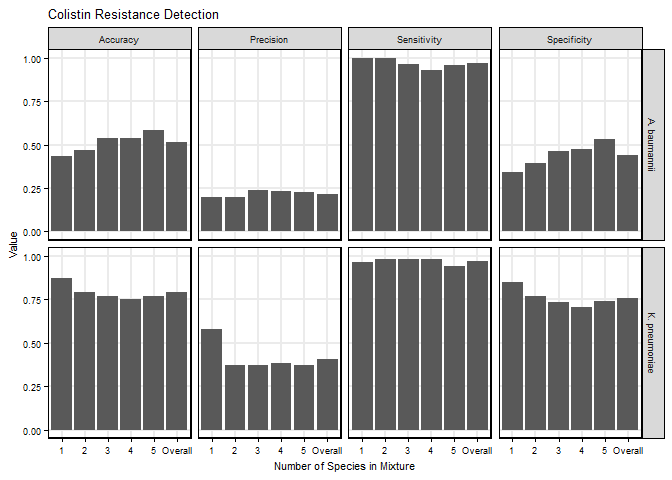 Colistin Resistance Detection
Accuracy Precision Sensitivity Specificity
1.00
0.75
0.50
0.25
0.00
A. baumannii
Value
1.00
0.75
0.50
0.25
0.00
K. pneumoniae
1 2 3 4 5 Overall 1 2 3 4 5 Overall 1 2 3 4 5 Overall 1 2 3 4 5 Overall
Number of Species in Mixture